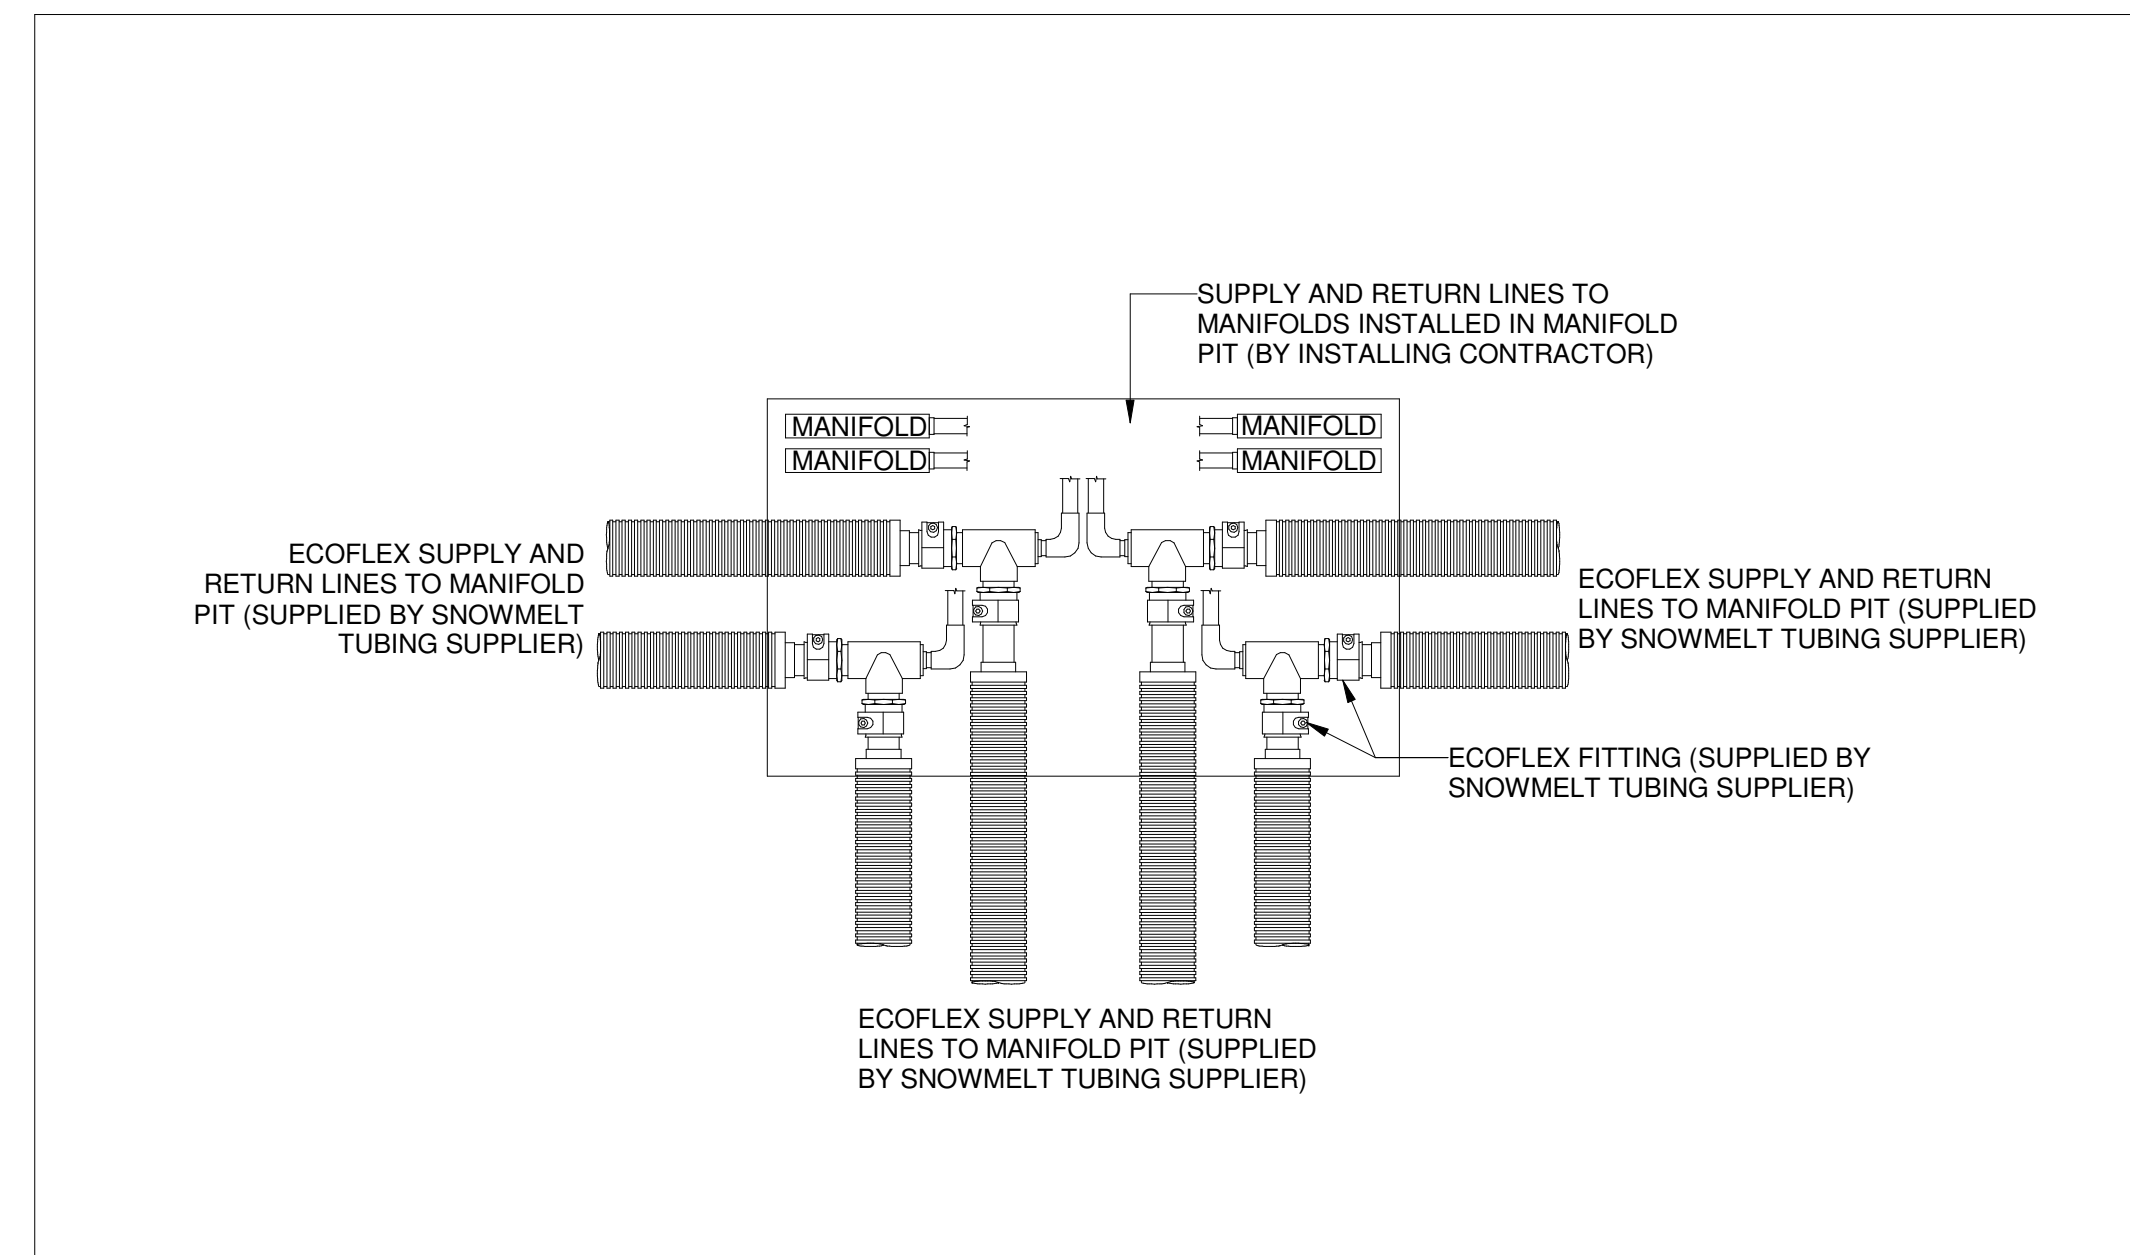 SUPPLY AND RETURN LINES TO
MANIFOLDS INSTALLED IN MANIFOLD
PIT (BY INSTALLING CONTRACTOR)
MANIFOLD
MANIFOLD
MANIFOLD
MANIFOLD
ECOFLEX SUPPLY AND
RETURN LINES TO MANIFOLD
PIT (SUPPLIED BY SNOWMELT
TUBING SUPPLIER)
ECOFLEX SUPPLY AND RETURN
LINES TO MANIFOLD PIT (SUPPLIED
BY SNOWMELT TUBING SUPPLIER)
ECOFLEX FITTING (SUPPLIED BY
SNOWMELT TUBING SUPPLIER)
ECOFLEX SUPPLY AND RETURN
LINES TO MANIFOLD PIT (SUPPLIED
BY SNOWMELT TUBING SUPPLIER)